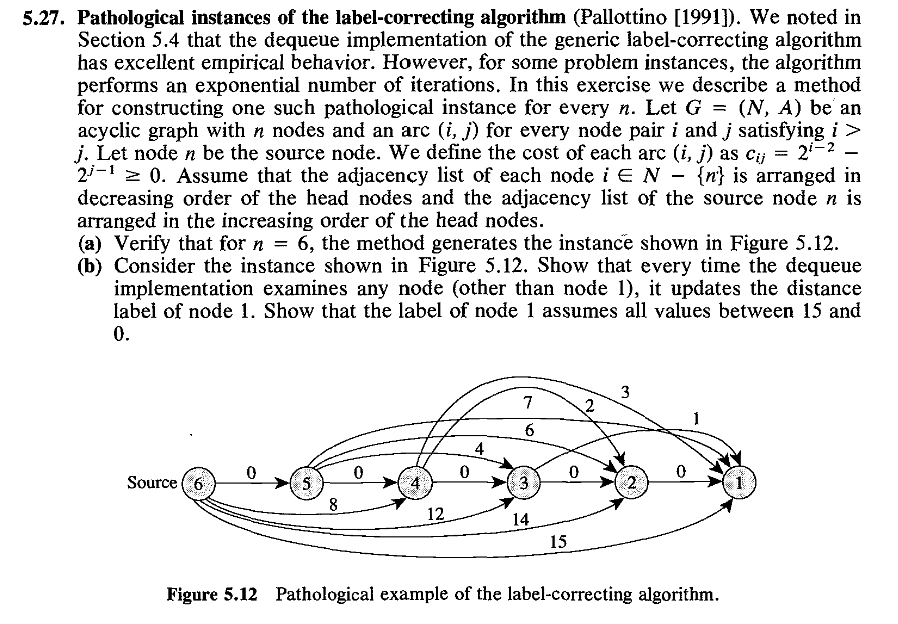 5.27. Pathological instances of the label-correcting algorithm (Pallottino [1991]). We noted in
Section 5.4 that the dequeue implementation of the generic label-correcting algorithm
has excellent empirical behavior. However, for some problem instances, the algorithm
performs an exponential number of iterations. In this exercise we describe a method
for constructing one such pathological instance for every n. Let G = (N, A) be an
acyclic graph with n nodes and an arc (i, j) for every node pair i and j satisfying i >
j. Let node n be the source node. We define the cost of each arc (i, j) as cᵢⱼ = 2ⁱ⁻² −
2ʲ⁻¹ ≥ 0. Assume that the adjacency list of each node i ∈ N − {n} is arranged in
decreasing order of the head nodes and the adjacency list of the source node n is
arranged in the increasing order of the head nodes.
(a) Verify that for n = 6, the method generates the instance shown in Figure 5.12.
(b) Consider the instance shown in Figure 5.12. Show that every time the dequeue
implementation examines any node (other than node 1), it updates the distance
label of node 1. Show that the label of node 1 assumes all values between 15 and
0.
3
7
2
1
6
4
Source 6 0 5 0 4 0 3 0 2 0 1
8
12
14
15
Figure 5.12 Pathological example of the label-correcting algorithm.